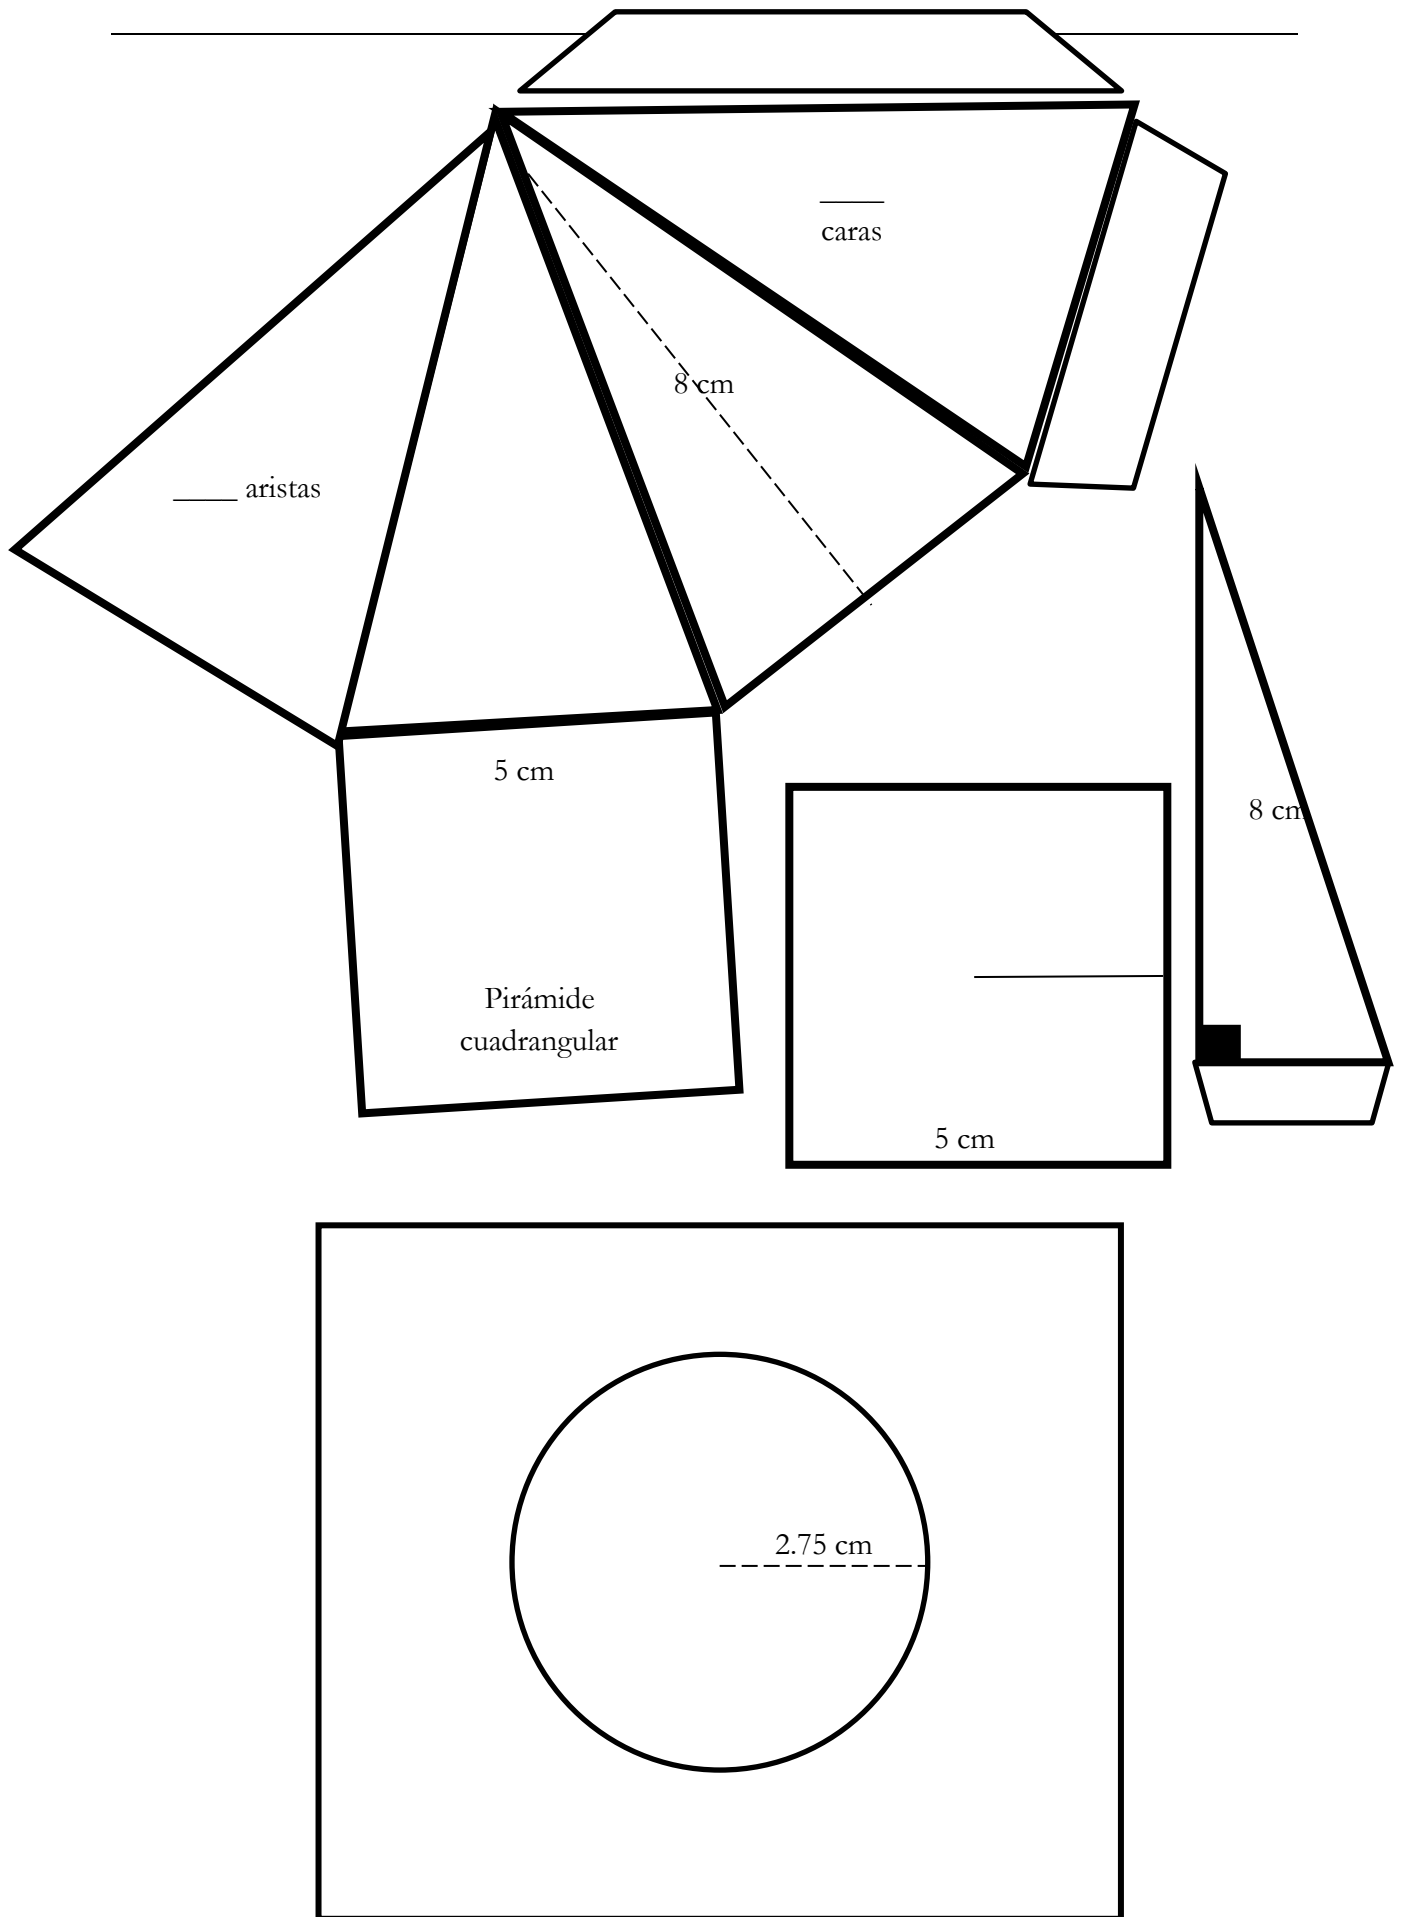 ____
caras
8 cm
____ aristas
5 cm
8 cm
Pirámide
cuadrangular
5 cm
2.75 cm